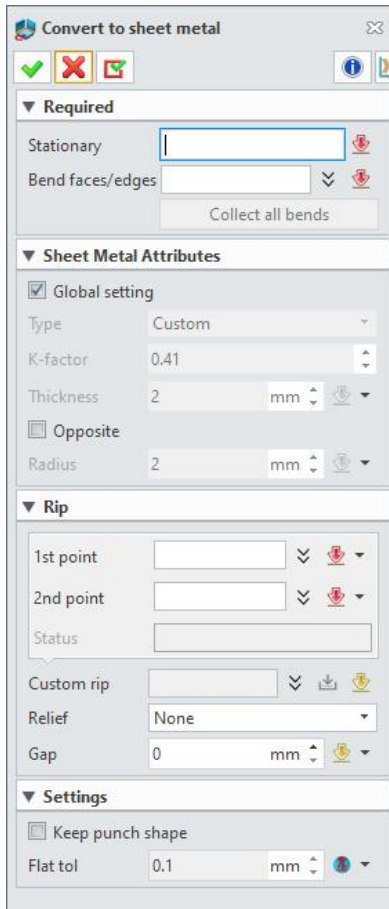 Convert to sheet metal
Required
Stationary
Bend faces/edges
Collect all bends
Sheet Metal Attributes
Global setting
Type Custom
K-factor 0.41
Thickness 2 mm
Opposite
Radius 2 mm
Rip
1st point
2nd point
Status
Custom rip
Relief None
Gap 0 mm
Settings
Keep punch shape
Flat tol 0.1 mm